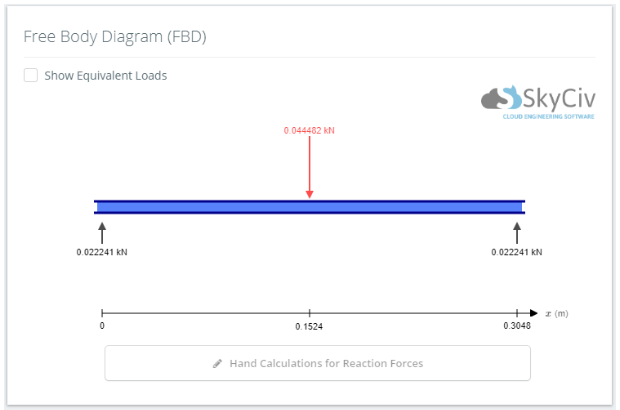 Free Body Diagram (FBD)
Show Equivalent Loads
SkyCiv
CLOUD ENGINEERING SOFTWARE
0.044482 kN
0.022241 kN
0.022241 kN
x (m)
0
0.1524
0.3048
Hand Calculations for Reaction Forces